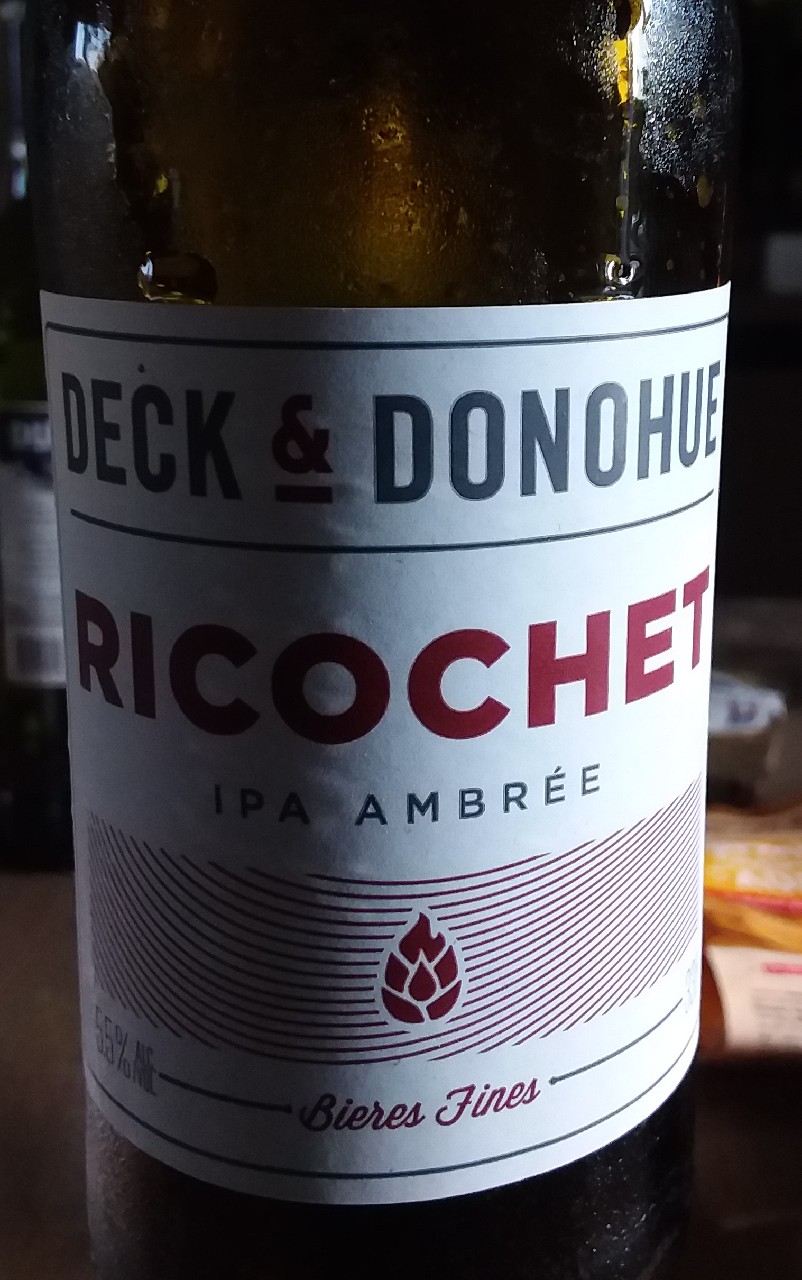 DECK & DONOHUE
RICOCHET
IPA AMBRÉE
5.5% ALC.
Bieres Fines